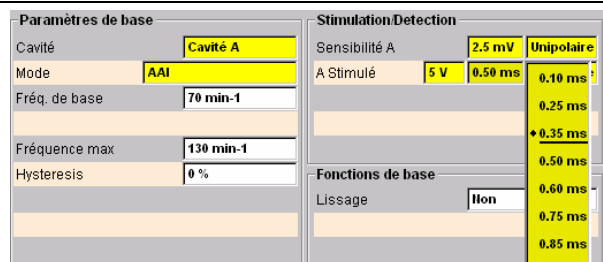 Paramètres de base
Cavité Cavité A
Mode AAI
Fréq. de base 70 min-1
Fréquence max 130 min-1
Hysteresis 0 %
Stimulation/Detection
Sensibilité A 2.5 mV Unipolaire
A Stimulé 5 V 0.50 ms
0.10 ms
0.25 ms
0.35 ms
0.50 ms
0.60 ms
0.75 ms
0.85 ms
Fonctions de base
Lissage Non